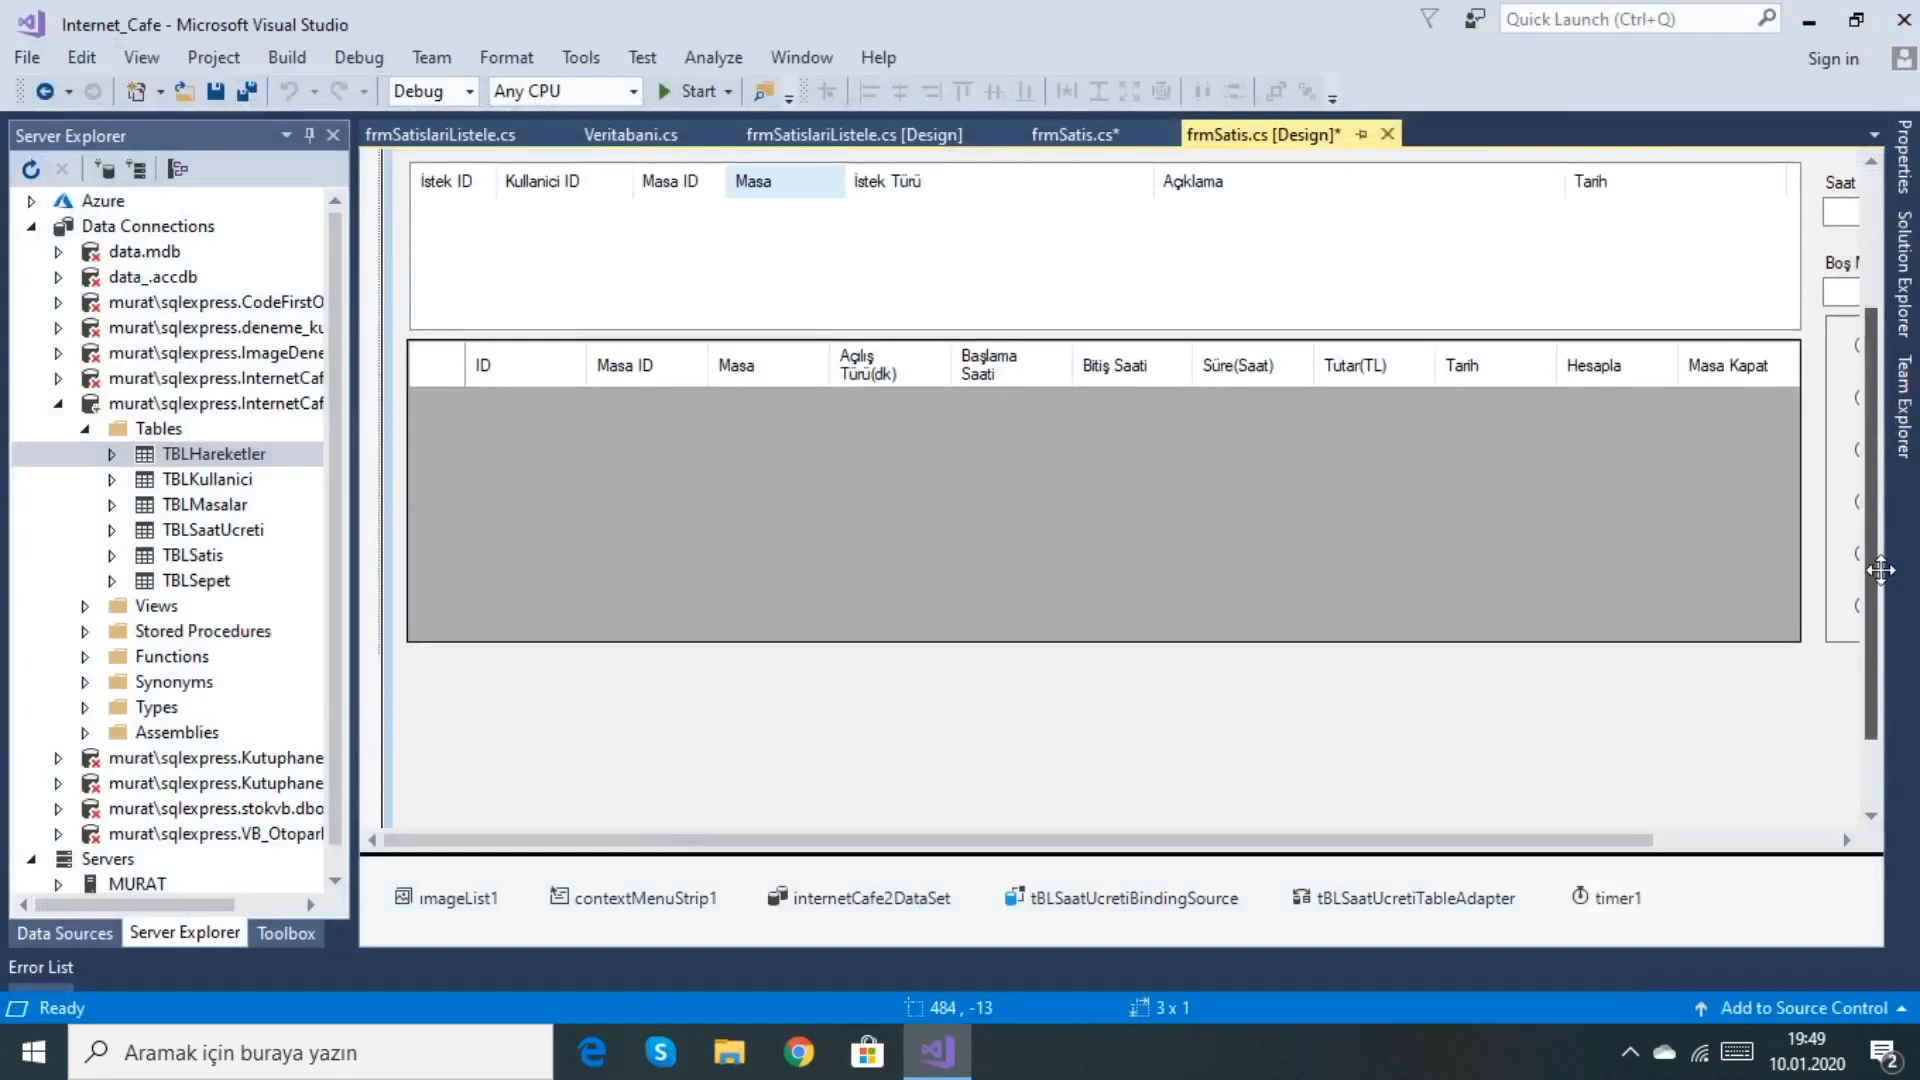 Internet_Cafe - Microsoft Visual Studio
Quick Launch (Ctrl+Q)
File Edit View Project Build Debug Team Format Tools Test Analyze Window Help
Sign in
Debug Any CPU Start
Server Explorer
frmSatislariListele.cs Veritabani.cs frmSatislariListele.cs [Design] frmSatis.cs* frmSatis.cs [Design]*
Azure
Data Connections
data.mdb
data_.accdb
murat\sqlexpress.CodeFirstO
murat\sqlexpress.deneme_ku
murat\sqlexpress.ImageDene
murat\sqlexpress.InternetCaf
murat\sqlexpress.InternetCaf
Tables
TBLHareketler
TBLKullanici
TBLMasalar
TBLSaatUcreti
TBLSatis
TBLSepet
Views
Stored Procedures
Functions
Synonyms
Types
Assemblies
murat\sqlexpress.Kutuphane
murat\sqlexpress.Kutuphane
murat\sqlexpress.stokvb.dbo
murat\sqlexpress.VB_Otoparl
Servers
MURAT
Data Sources Server Explorer Toolbox
İstek ID Kullanici ID Masa ID Masa İstek Türü Açıklama Tarih
Saat
Boş
ID Masa ID Masa Açılış Türü(dk) Başlama Saati Bitiş Saati Süre(Saat) Tutar(TL) Tarih Hesapla Masa Kapat
imageList1 contextMenuStrip1 internetCafe2DataSet tBLSaatUcretiBindingSource tBLSaatUcretiTableAdapter timer1
Properties
Solution Explorer
Team Explorer
Error List
Ready 484 , -13 3 x 1 Add to Source Control
Aramak için buraya yazın
19:49
10.01.2020
2